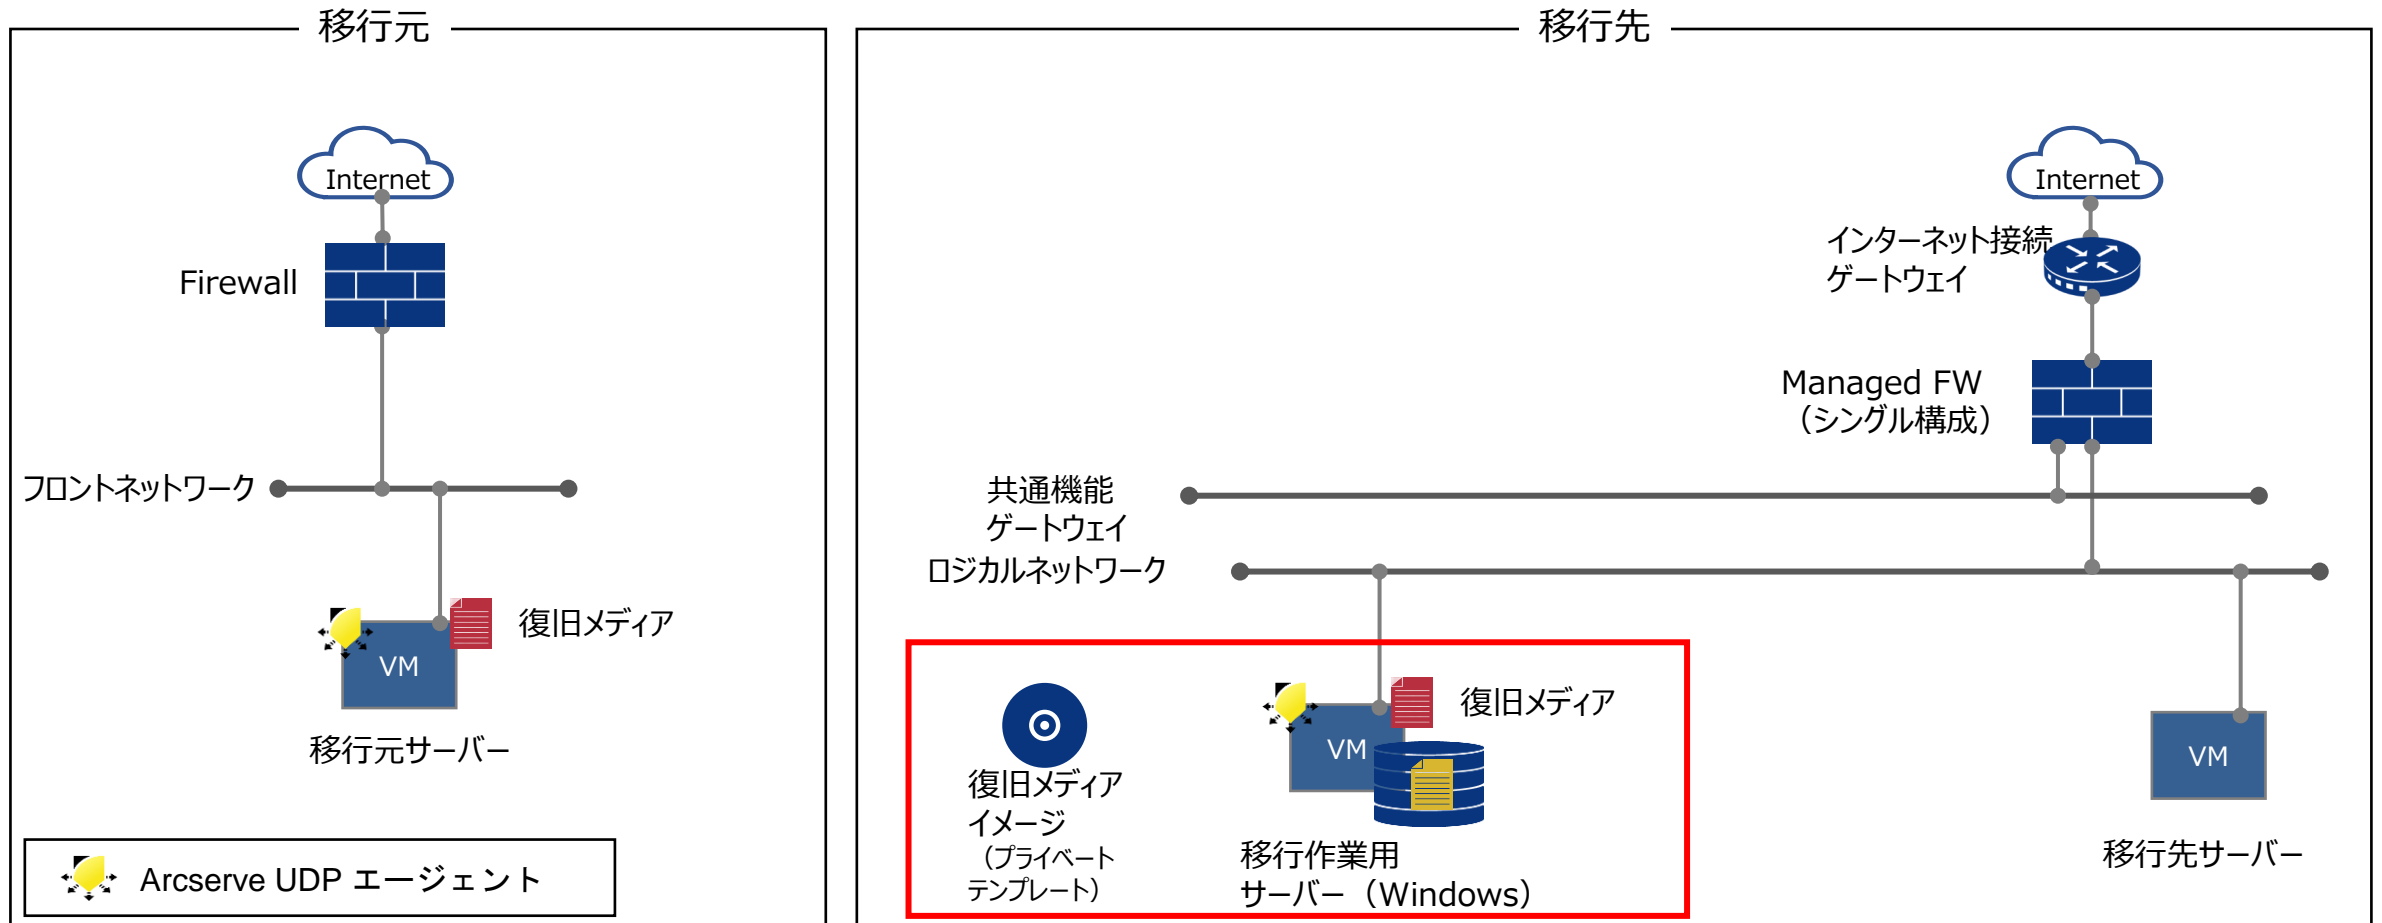 移行元
Internet
Firewall
フロントネットワーク
復旧メディア
VM
移行元サーバー
Arcserve UDP エージェント
移行先
Internet
インターネット接続
ゲートウェイ
Managed FW
（シングル構成）
共通機能
ゲートウェイ
ロジカルネットワーク
復旧メディア
VM
復旧メディア
イメージ
（プライベート
テンプレート）
移行作業用
サーバー（Windows）
VM
移行先サーバー